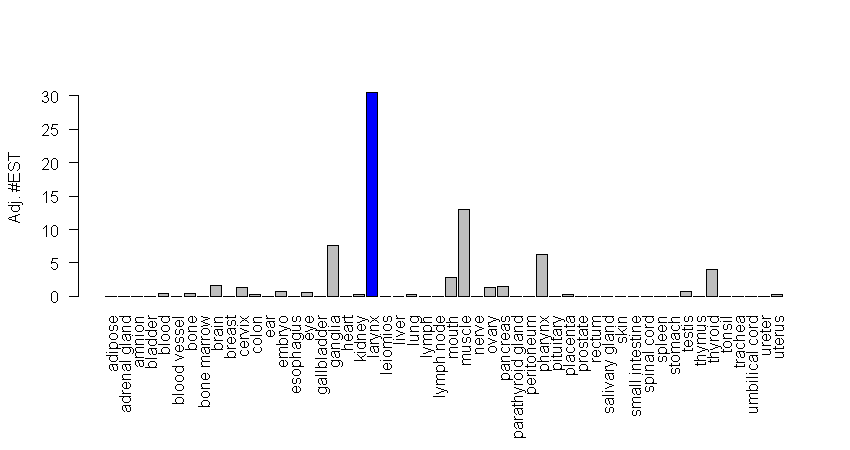 Adj. #EST
30
25
20
15
10
5
0
adipose
adrenal gland
amnion
bladder
blood
blood vessel
bone
bone marrow
brain
breast
cervix
colon
ear
embryo
esophagus
eye
gallbladder
ganglia
heart
kidney
larynx
leiomios
liver
lung
lymph
lymph node
mouth
muscle
nerve
ovary
pancreas
parathyroid gland
peritoneum
pharynx
pituitary
placenta
prostate
rectum
salivary gland
skin
small intestine
spinal cord
spleen
stomach
testis
thymus
thyroid
tonsil
trachea
umbilical cord
ureter
uterus